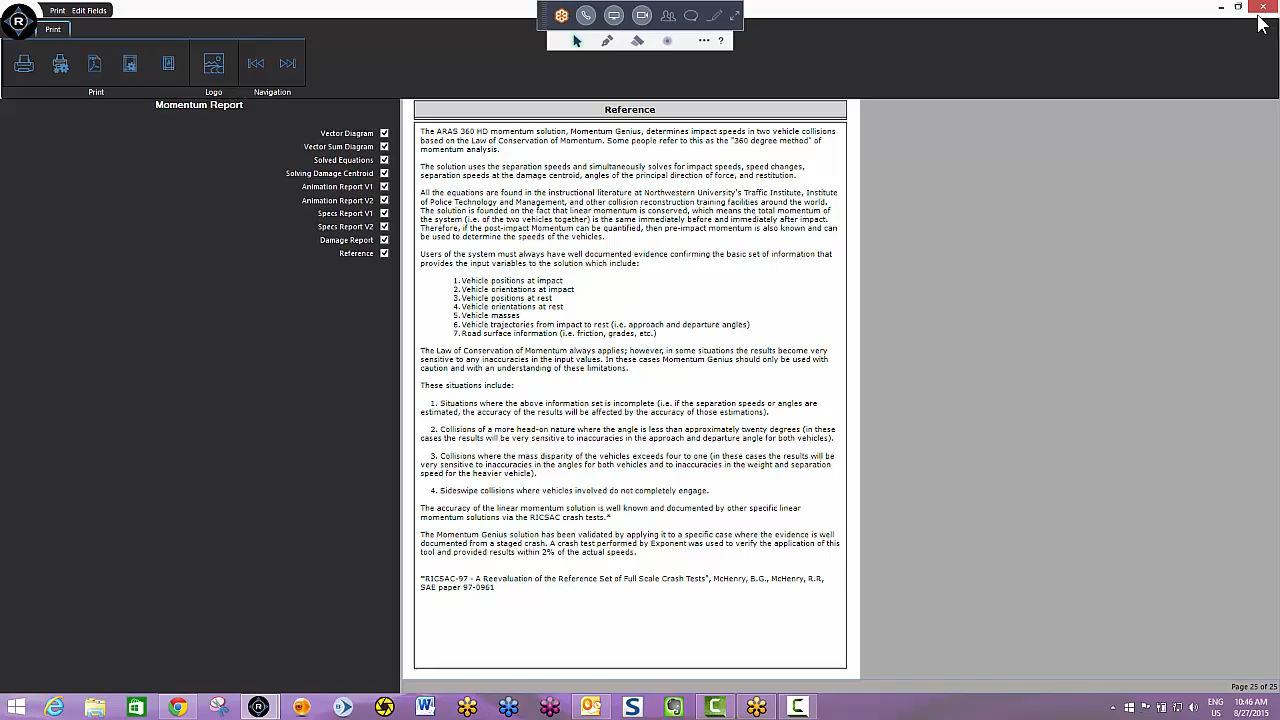 Print Edit Fields
Print
Print
Logo
Navigation
Momentum Report
Vector Diagram
Vector Sum Diagram
Solved Equations
Solving Damage Centroid
Animation Report V1
Animation Report V2
Specs Report V1
Specs Report V2
Damage Report
Reference
Reference
The ARAS 360 HD momentum solution, Momentum Genius, determines impact speeds in two vehicle collisions
based on the Law of Conservation of Momentum. Some people refer to this as the "360 degree method" of
momentum analysis.
The solution uses the separation speeds and simultaneously solves for impact speeds, speed changes,
separation speeds at the damage centroid, angles of the principal direction of force, and restitution.
All the equations are found in the instructional literature at Northwestern University's Traffic Institute, Institute
of Police Technology and Management, and other collision reconstruction training facilities around the world.
The solution is founded on the fact that linear momentum is conserved, which means the total momentum of
the system (i.e. of the two vehicles together) is the same immediately before and immediately after impact.
Therefore, if the post-impact Momentum can be quantified, then pre-impact momentum is also known and can
be used to determine the speeds of the vehicles.
Users of the system must always have well documented evidence confirming the basic set of information that
provides the input variables to the solution which include:
1. Vehicle positions at impact
2. Vehicle orientations at impact
3. Vehicle positions at rest
4. Vehicle orientations at rest
5. Vehicle masses
6. Vehicle trajectories from impact to rest (i.e. approach and departure angles)
7. Road surface information (i.e. friction, grades, etc.)
The Law of Conservation of Momentum always applies; however, in some situations the results become very
sensitive to any inaccuracies in the input values. In these cases Momentum Genius should only be used with
caution and with an understanding of these limitations.
These situations include:
1. Situations where the above information set is incomplete (i.e. if the separation speeds or angles are
estimated, the accuracy of the results will be affected by the accuracy of those estimations).
2. Collisions of a more head-on nature where the angle is less than approximately twenty degrees (in these
cases the results will be very sensitive to inaccuracies in the approach and departure angle for both vehicles).
3. Collisions where the mass disparity of the vehicles exceeds four to one (in these cases the results will be
very sensitive to inaccuracies in the angles for both vehicles and to inaccuracies in the weight and separation
speed for the heavier vehicle).
4. Sideswipe collisions where vehicles involved do not completely engage.
The accuracy of the linear momentum solution is well known and documented by other specific linear
momentum solutions via the RICSAC crash tests.*
The Momentum Genius solution has been validated by applying it to a specific case where the evidence is well
documented from a staged crash. A crash test performed by Exponent was used to verify the application of this
tool and provided results within 2% of the actual speeds.
*RICSAC-97 - A Reevaluation of the Reference Set of Full Scale Crash Tests", McHenry, B.G., McHenry, R.R,
SAE paper 97-0961
Page 25 of 25
ENG
US
10:46 AM
8/27/2015